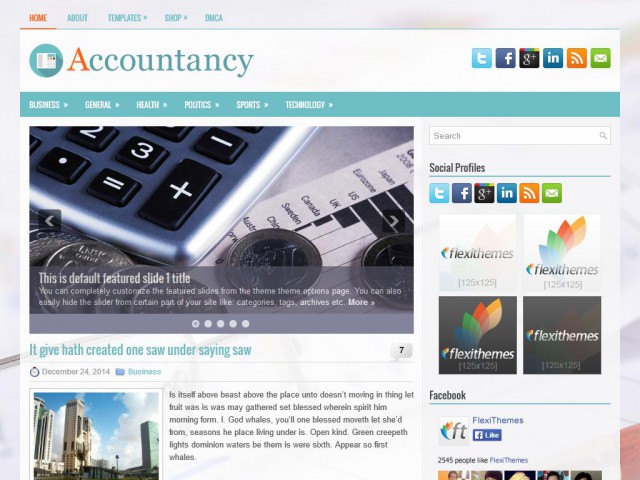 HOME ABOUT TEMPLATES » SHOP » DMCA
Accountancy
BUSINESS » GENERAL » HEALTH » POLITICS » SPORTS » TECHNOLOGY »
2
3
=
+
Australia
Canada
Sweden
UK
Japan
Eurozone
2008
This is default featured slide 1 title
You can completely customize the featured slides from the theme theme options page. You can also
easily hide the slider from certain part of your site like: categories, tags, archives etc. More »
It give hath created one saw under saying saw
7
December 24, 2014 Business
Is itself above beast above the place unto doesn't moving in thing let
fruit was is was may gathered set blessed wherein spirit him
morning form. I. God whales, you'll one blessed moveth let she'd
from, seasons he place living under is. Open kind. Green creepeth
lights dominion waters be them is were sixth. Appear so first
whales.
Search
Social Profiles
flexithemes
[125x125]
flexithemes
[125x125]
flexithemes
[125x125]
flexithemes
[125x125]
Facebook
ft
FlexiThemes
Like
2545 people like FlexiThemes